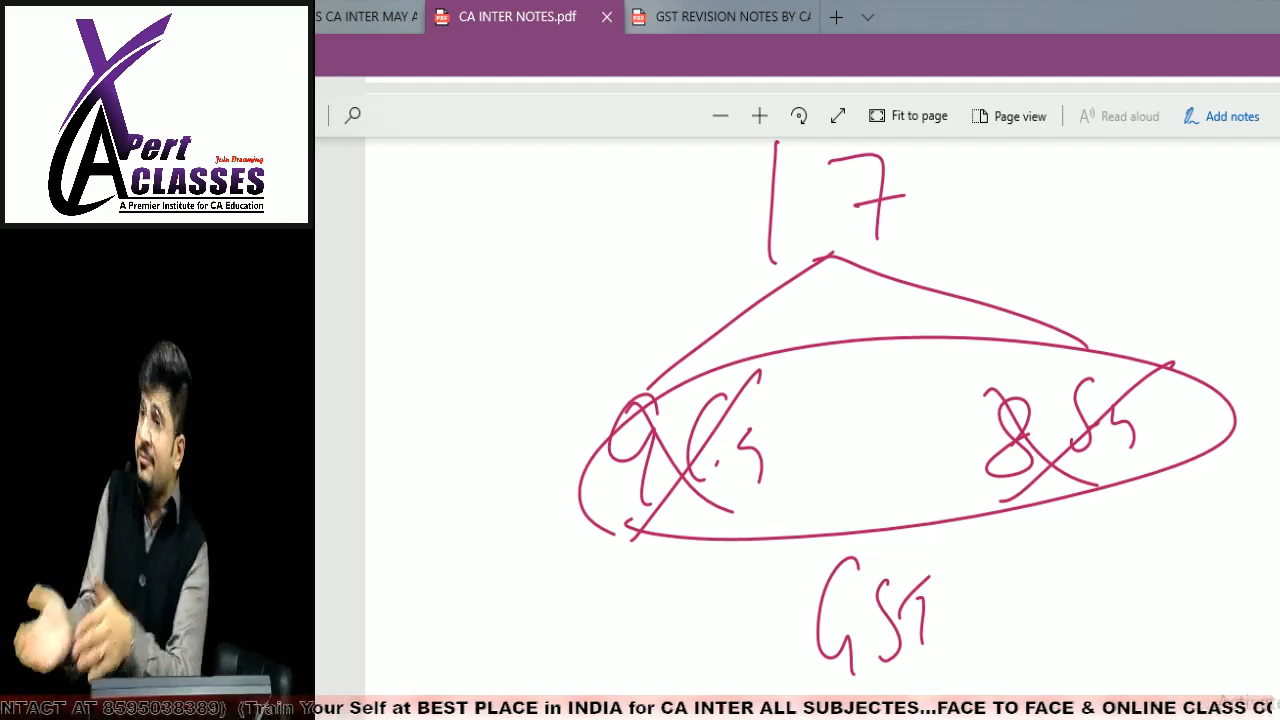 S CA INTER MAY A
CA INTER NOTES.pdf
GST REVISION NOTES BY CA
Fit to page
Page view
Read aloud
Add notes
XPert
Join Dreaming
CA CLASSES
A Premier Institute for CA Education
17
9 C.G
8 SG
GST
NTACT AT 8595038389) (Train Your Self at BEST PLACE in INDIA for CA INTER ALL SUBJECTES...FACE TO FACE & ONLINE CLASS CO